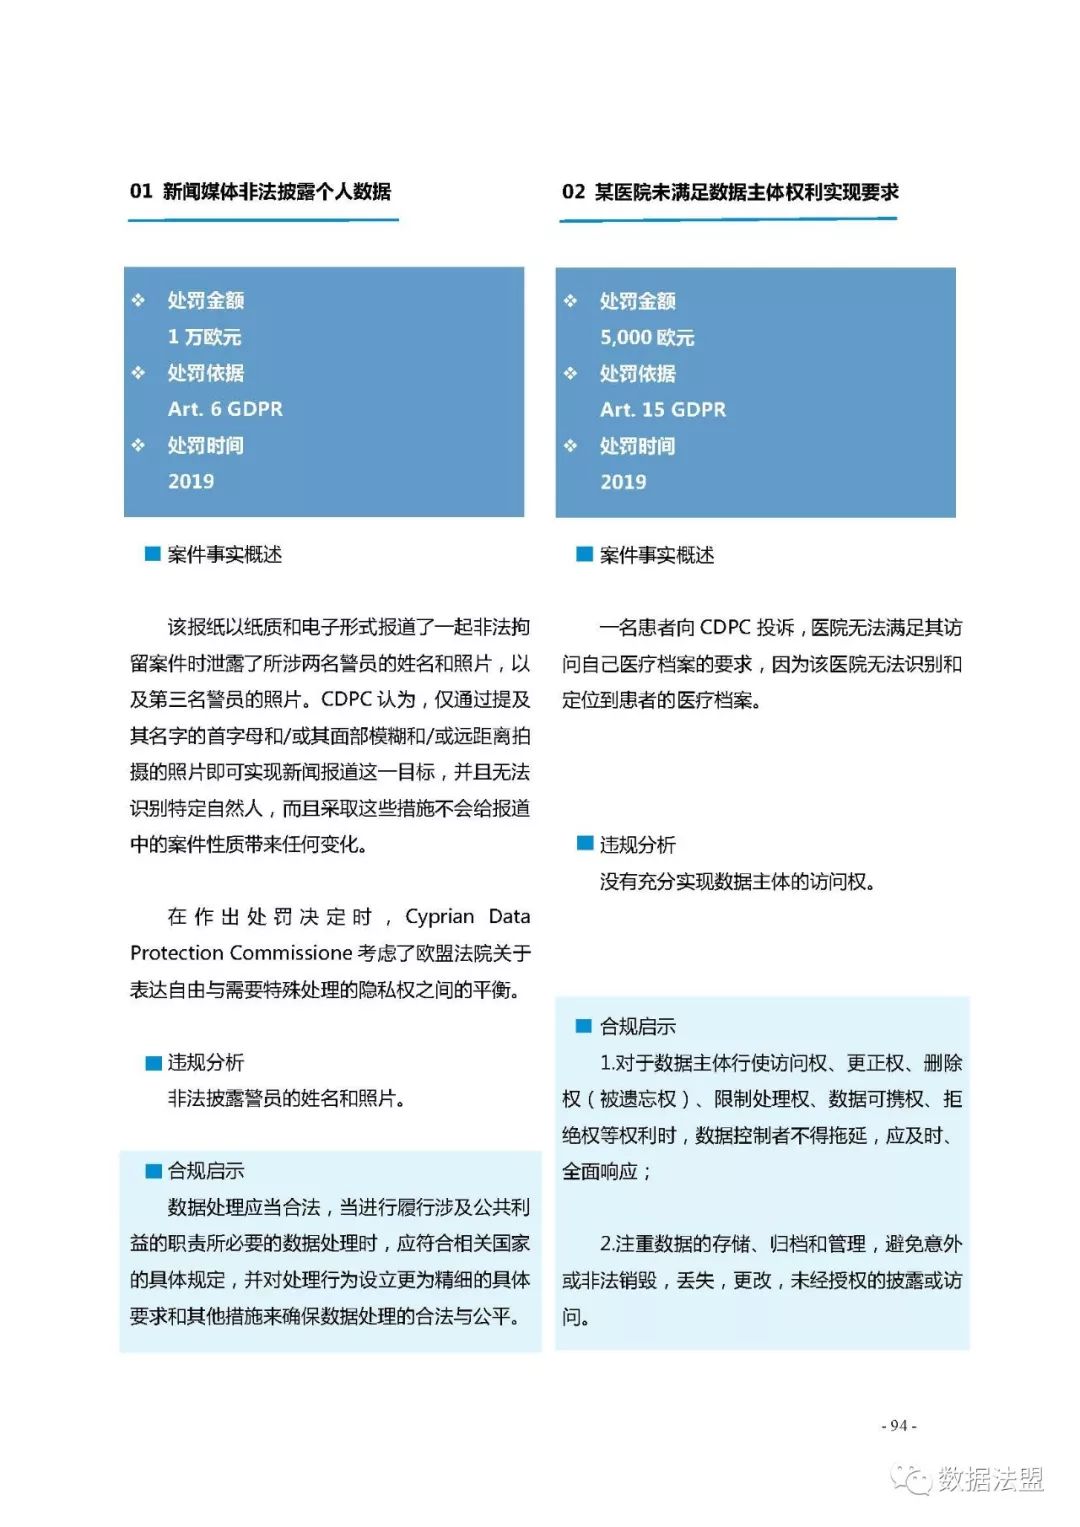 01 新闻媒体非法披露个人数据
❖ 处罚金额
1 万欧元
❖ 处罚依据
Art. 6 GDPR
❖ 处罚时间
2019
■ 案件事实概述
该报纸以纸质和电子形式报道了一起非法拘
留案件时泄露了所涉两名警员的姓名和照片，以
及第三名警员的照片。CDPC 认为，仅通过提及
其名字的首字母和/或其面部模糊和/或远距离拍
摄的照片即可实现新闻报道这一目标，并且无法
识别特定自然人，而且采取这些措施不会给报道
中的案件性质带来任何变化。
在作出处罚决定时，Cyprian Data
Protection Commissione 考虑了欧盟法院关于
表达自由与需要特殊处理的隐私权之间的平衡。
■ 违规分析
非法披露警员的姓名和照片。
■ 合规启示
数据处理应当合法，当进行履行涉及公共利
益的职责所必要的数据处理时，应符合相关国家
的具体规定，并对处理行为设立更为精细的具体
要求和其他措施来确保数据处理的合法与公平。
02 某医院未满足数据主体权利实现要求
❖ 处罚金额
5,000 欧元
❖ 处罚依据
Art. 15 GDPR
❖ 处罚时间
2019
■ 案件事实概述
一名患者向 CDPC 投诉，医院无法满足其访
问自己医疗档案的要求，因为该医院无法识别和
定位到患者的医疗档案。
■ 违规分析
没有充分实现数据主体的访问权。
■ 合规启示
1.对于数据主体行使访问权、更正权、删除
权（被遗忘权）、限制处理权、数据可携权、拒
绝权等权利时，数据控制者不得拖延，应及时、
全面响应；
2.注重数据的存储、归档和管理，避免意外
或非法销毁，丢失，更改，未经授权的披露或访
问。
- 94 -
数据法盟